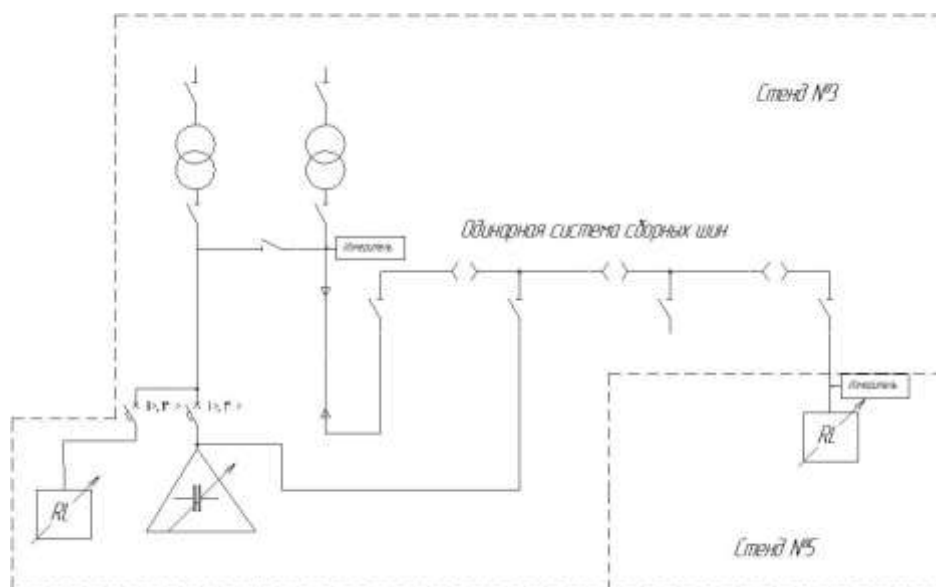 Стенд №3
Одинарная система сборных шин
Измеритель
Измеритель
RL
RL
Стенд №5